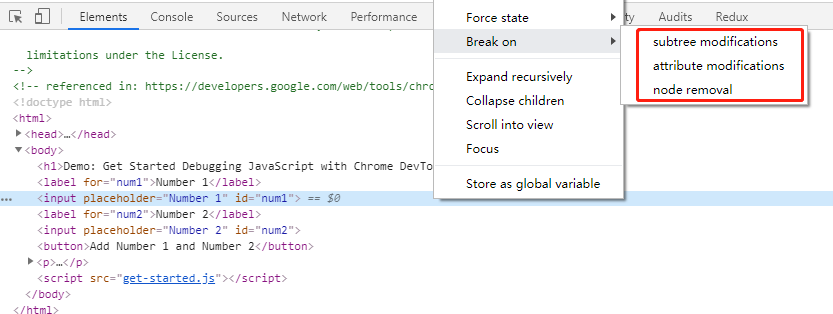 Elements Console Sources Network Performance Audits Redux
Force state
Break on
subtree modifications
attribute modifications
node removal
Expand recursively
Collapse children
Scroll into view
Focus
Store as global variable
limitations under the License.
-->
<!-- referenced in: https://developers.google.com/web/tools/chro
<!doctype html>
<html>
<head>…</head>
<body>
<h1>Demo: Get Started Debugging JavaScript with Chrome DevTo
<label for="num1">Number 1</label>
… <input placeholder="Number 1" id="num1"> == $0
<label for="num2">Number 2</label>
<input placeholder="Number 2" id="num2">
<button>Add Number 1 and Number 2</button>
<p>…</p>
<script src="get-started.js"></script>
</body>
</html>